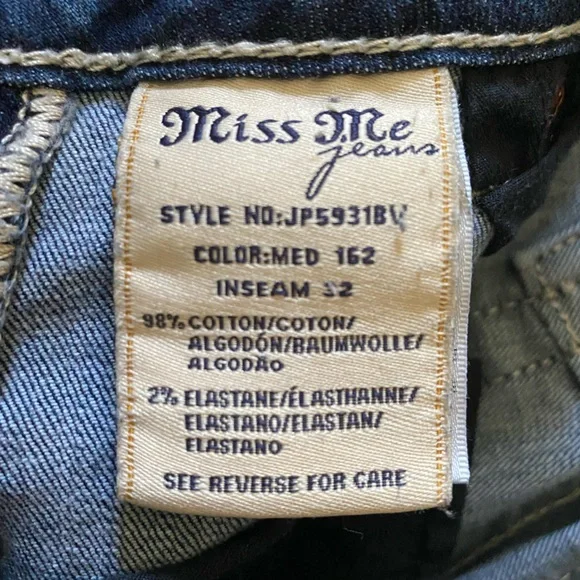 Miss Me
jeans
STYLE NO:JP5931BV
COLOR:MED 162
INSEAM 32
98% COTTON/COTON/
ALGODÓN/BAUMWOLLE/
ALGODÃO
2% ELASTANE/ÉLASTHANNE/
ELASTANO/ELASTAN/
ELASTANO
SEE REVERSE FOR CARE